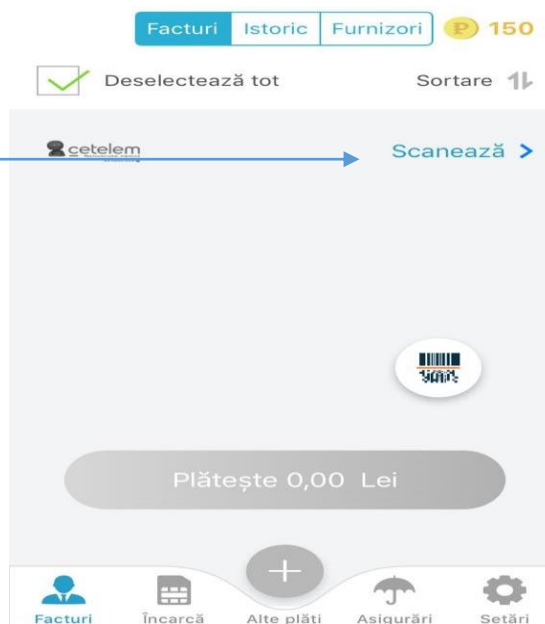 Facturi Istoric Furnizori P 150
Deselectează tot Sortare
cetelem Scanează >
Plătește 0,00 Lei
Facturi Încarcă Alte plăți Asigurări Setări